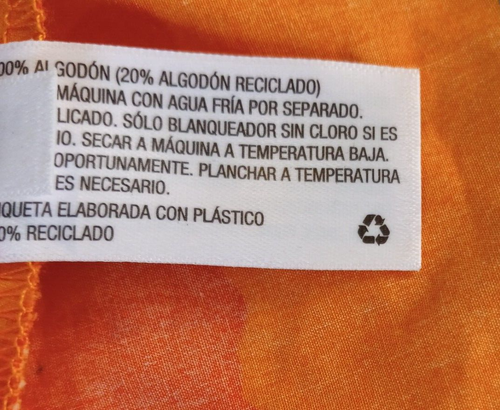 00% ALGODÓN (20% ALGODÓN RECICLADO)
MÁQUINA CON AGUA FRÍA POR SEPARADO.
LICADO. SÓLO BLANQUEADOR SIN CLORO SI ES
IO. SECAR A MÁQUINA A TEMPERATURA BAJA.
OPORTUNAMENTE. PLANCHAR A TEMPERATURA
ES NECESARIO.
IQUETA ELABORADA CON PLÁSTICO
0% RECICLADO